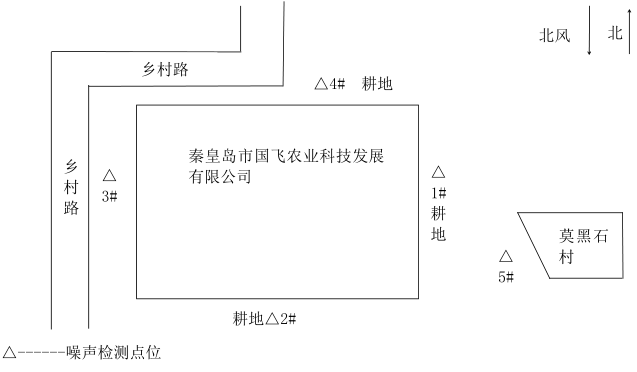 北风
北
乡村路
△4# 耕地
秦皇岛市国飞农业科技发展
有限公司
乡村路
△
3#
△
1#
耕地
莫黑石
村
△
5#
耕地△2#
△------噪声检测点位